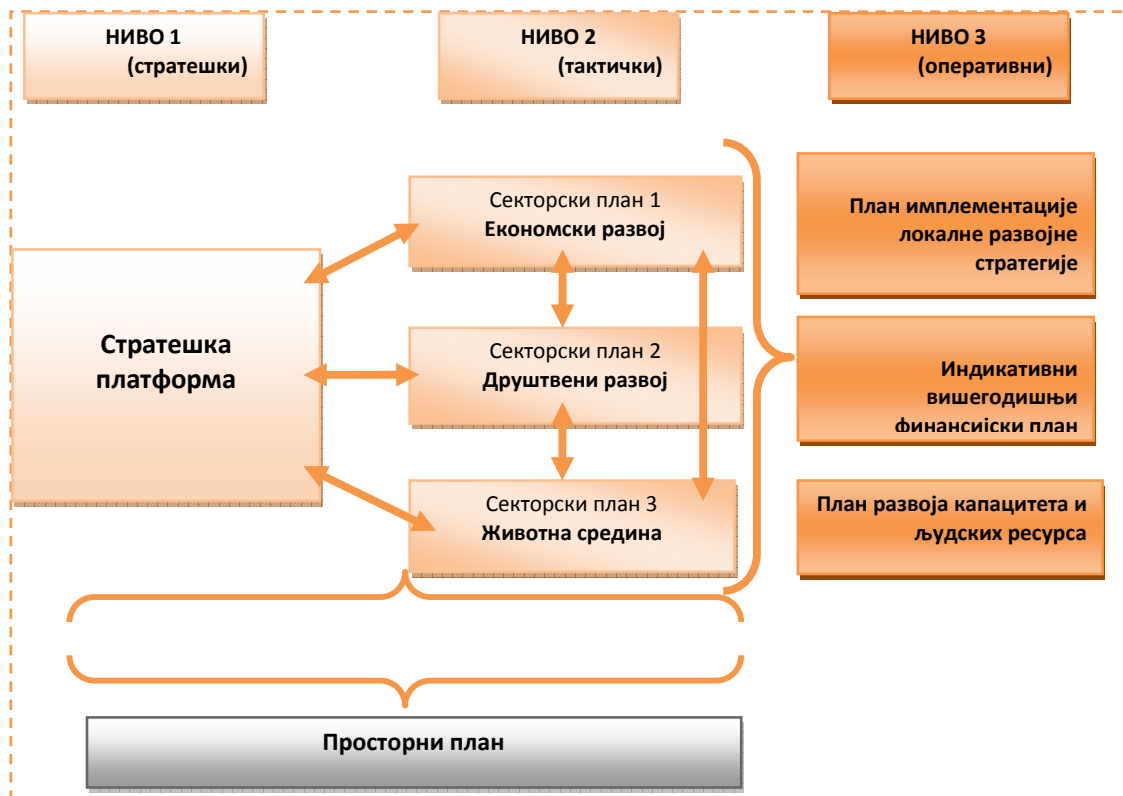 НИВО 1
(стратешки)
НИВО 2
(тактички)
НИВО 3
(оперативни)
Секторски план 1
Економски развој
Стратешка
платформа
Секторски план 2
Друштвени развој
Секторски план 3
Животна средина
План имплементације
локалне развојне
стратегије
Индикативни
вишегодишњи
финансијски план
План развоја капацитета и
људских ресурса
Просторни план